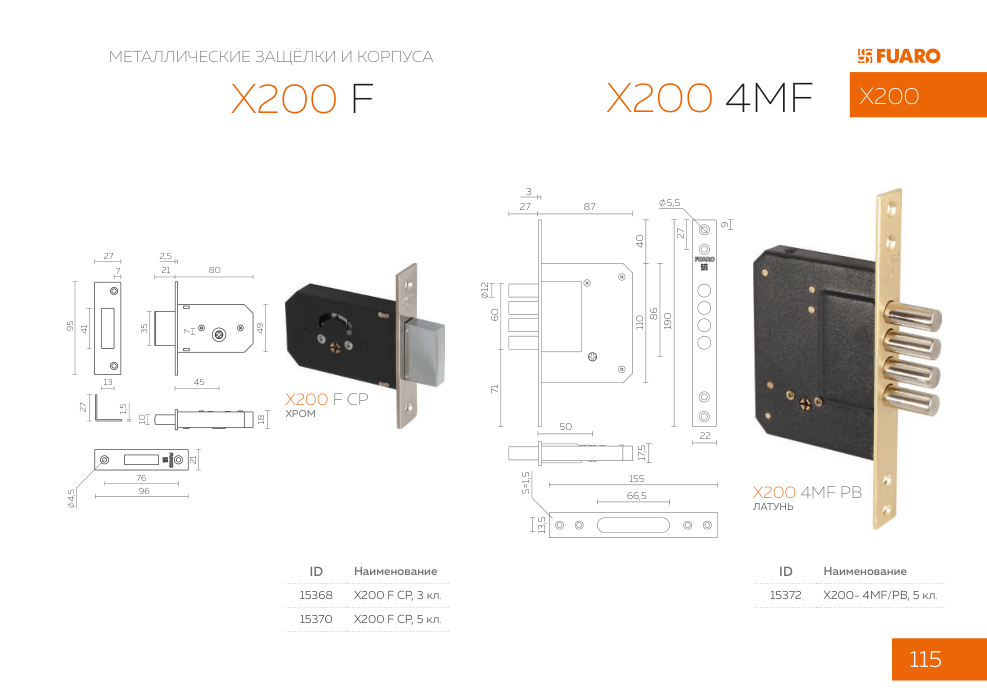 МЕТАЛЛИЧЕСКИЕ ЗАЩЁЛКИ И КОРПУСА
FUARO
X200
X200 F
X200 4MF
27
7
95
41
13
27
1,5
2,5
21
80
35
7
49
45
10
18
FUARO
21
76
96
Ø4,5
X200 F CP
ХРОМ
3
27
87
Ø12
60
71
40
110
86
190
50
17,5
Ø5,5
27
9
FUARO
22
S=1,5
155
66,5
13,5
X200 4MF PB
ЛАТУНЬ
ID Наименование
15368 X200 F CP, 3 кл.
15370 X200 F CP, 5 кл.
ID Наименование
15372 X200- 4MF/PB, 5 кл.
115